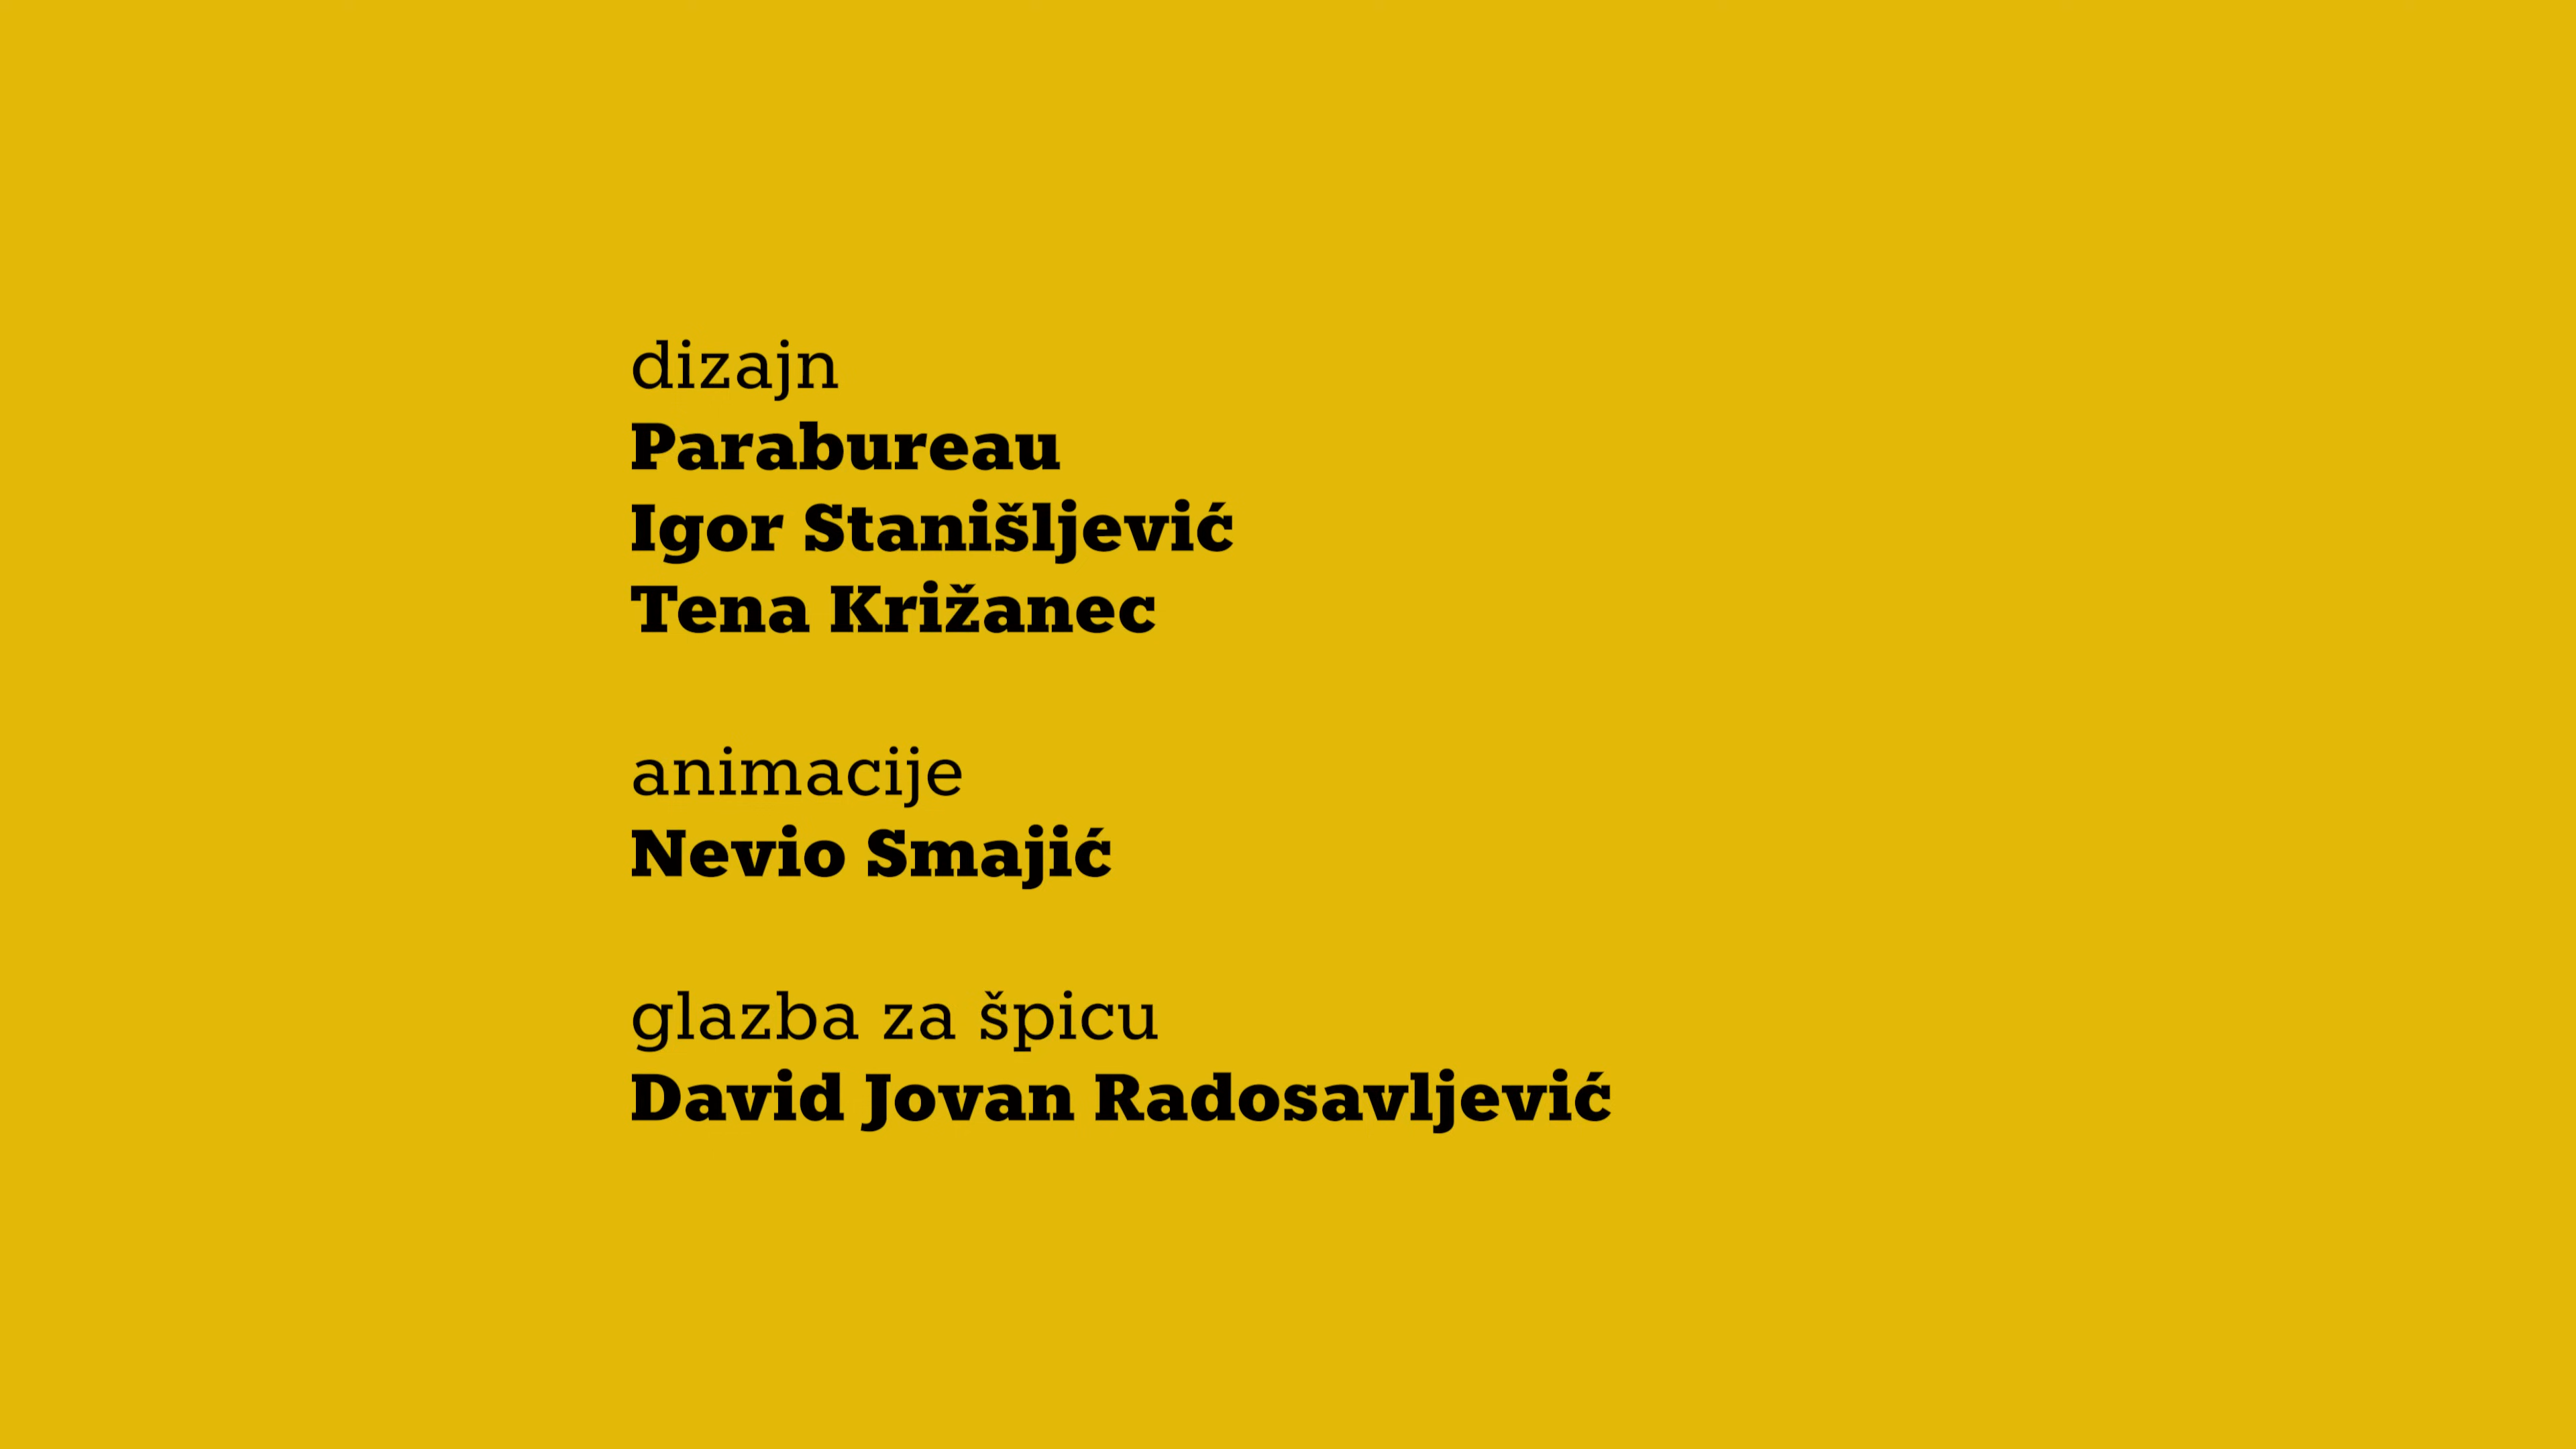 dizajn
Parabureau
Igor Stanišljević
Tena Križanec
animacije
Nevio Smajić
glazba za špicu
David Jovan Radosavljević